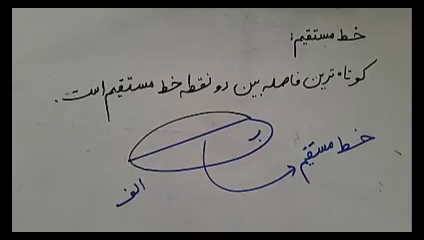 خط مستقیم:
کوتاه ترین فاصله بین دو نقطه خط مستقیم است.
ب
خط مستقیم
الف